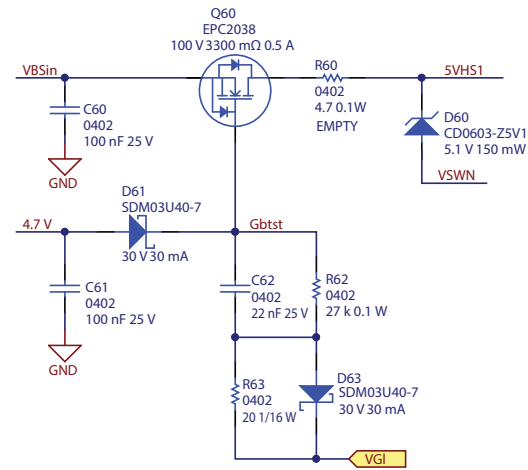 Q60
EPC2038
100 V 3300 mΩ 0.5 A
VBSin
R60
0402
4.7 0.1W
EMPTY
5VHS1
C60
0402
100 nF 25 V
GND
D60
CD0603-Z5V1
5.1 V 150 mW
VSWN
D61
SDM03U40-7
30 V 30 mA
4.7 V
Gbtst
C61
0402
100 nF 25 V
GND
C62
0402
22 nF 25 V
R62
0402
27 k 0.1 W
R63
0402
20 1/16 W
D63
SDM03U40-7
30 V 30 mA
VGI